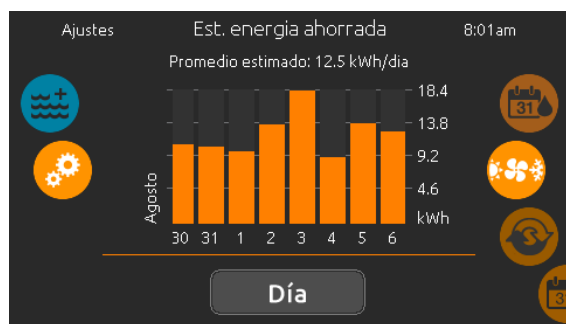 Ajustes
Est. energia ahorrada
8:01am
Promedio estimado: 12.5 kWh/dia
18.4
13.8
9.2
4.6
kWh
Agosto
30 31 1 2 3 4 5 6
Día
31